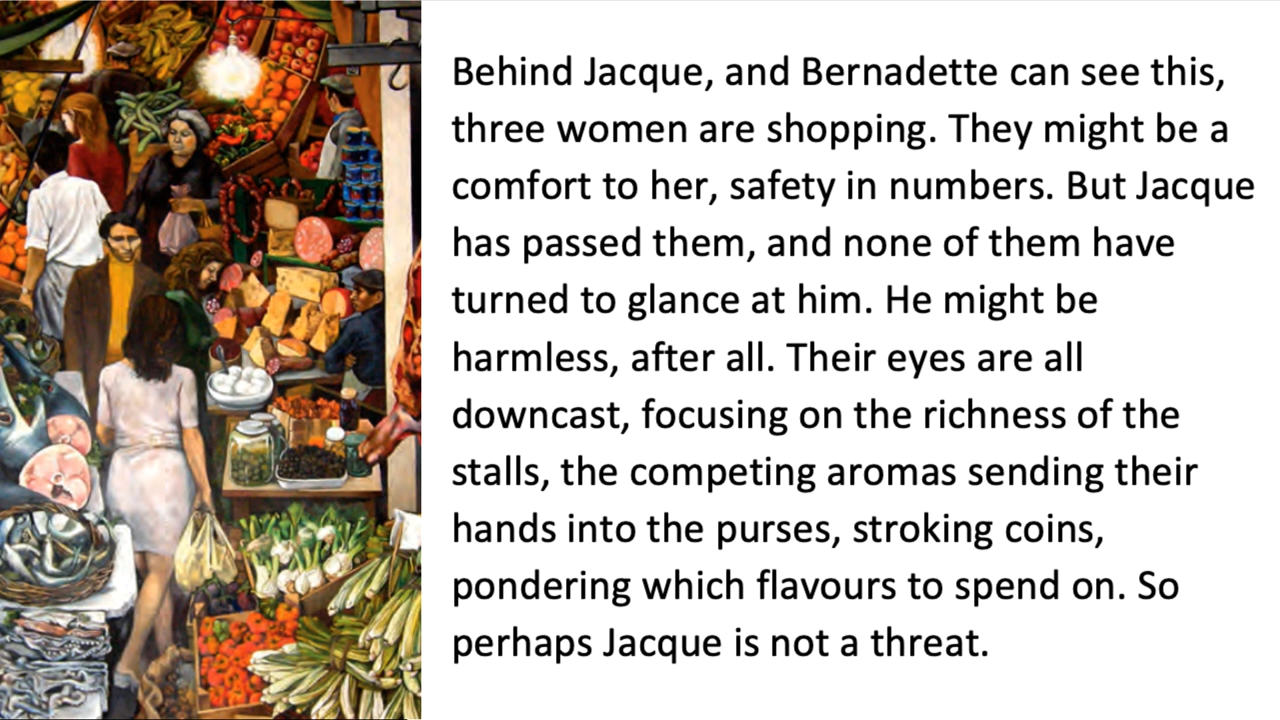 Behind Jacque, and Bernadette can see this,
three women are shopping. They might be a
comfort to her, safety in numbers. But Jacque
has passed them, and none of them have
turned to glance at him. He might be
harmless, after all. Their eyes are all
downcast, focusing on the richness of the
stalls, the competing aromas sending their
hands into the purses, stroking coins,
pondering which flavours to spend on. So
perhaps Jacque is not a threat.